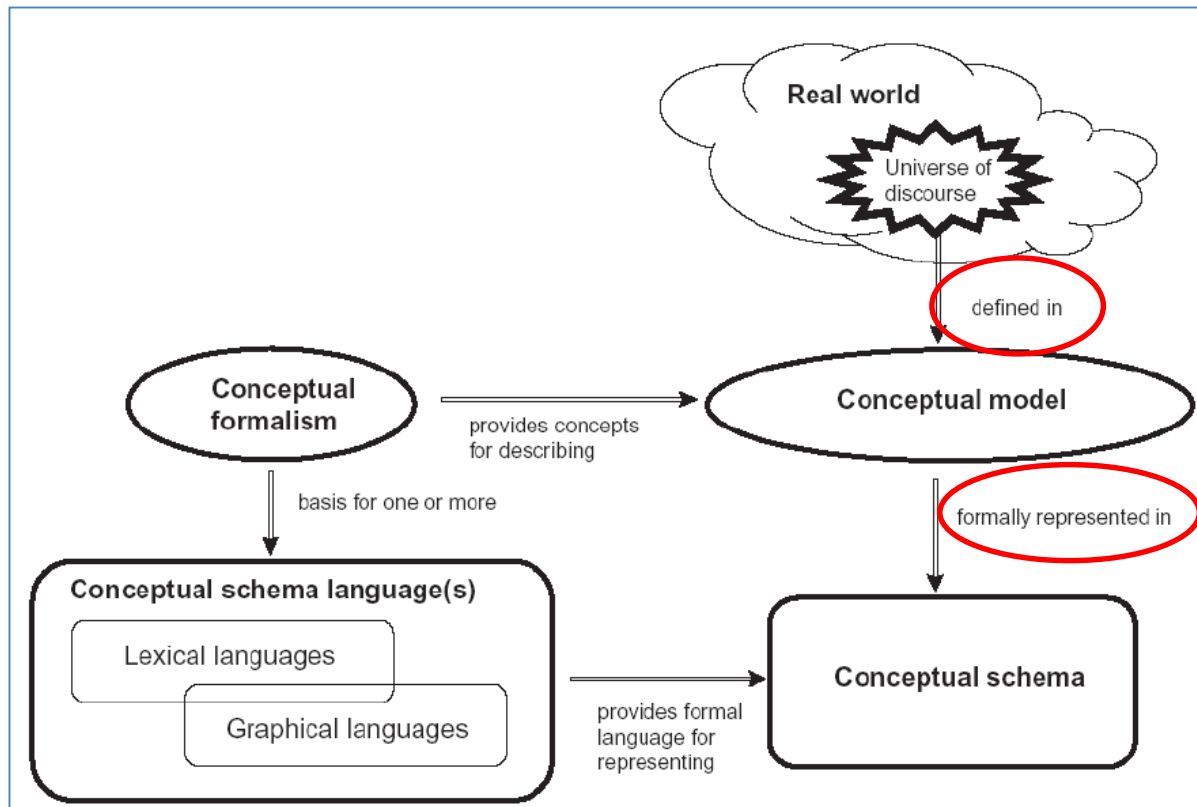 Real world
Universe of
discourse
defined in
Conceptual
formalism
provides concepts
for describing
Conceptual model
basis for one or more
formally represented in
Conceptual schema language(s)
Lexical languages
Graphical languages
provides formal
language for
representing
Conceptual schema